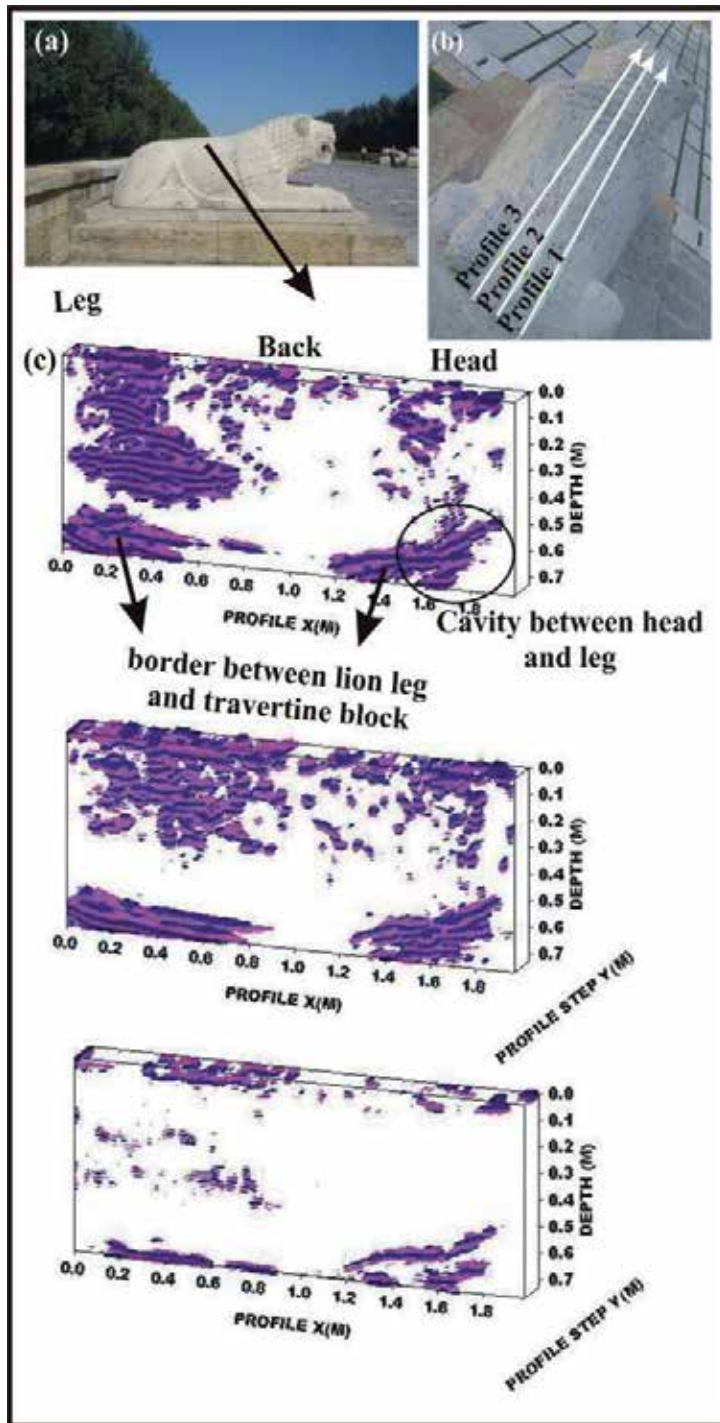 (a)
(b)
Profile 3
Profile 2
Profile 1
Leg
(c)
Back
Head
0.0
0.1
0.2
0.3
0.4
0.5
0.6
0.7
DEPTH (M)
0.0 0.2 0.4 0.6 0.8 1.0 1.2 1.4 1.6 1.8
PROFILE X(M)
Cavity between head
and leg
border between lion leg
and travertine block
0.0
0.1
0.2
0.3
0.4
0.5
0.6
0.7
DEPTH (M)
0.0 0.2 0.4 0.6 0.8 1.0 1.2 1.4 1.6 1.8
PROFILE X(M)
PROFILE STEP Y(M)
0.0
0.1
0.2
0.3
0.4
0.5
0.6
0.7
DEPTH (M)
0.0 0.2 0.4 0.6 0.8 1.0 1.2 1.4 1.6 1.8
PROFILE X(M)
PROFILE STEP Y(M)